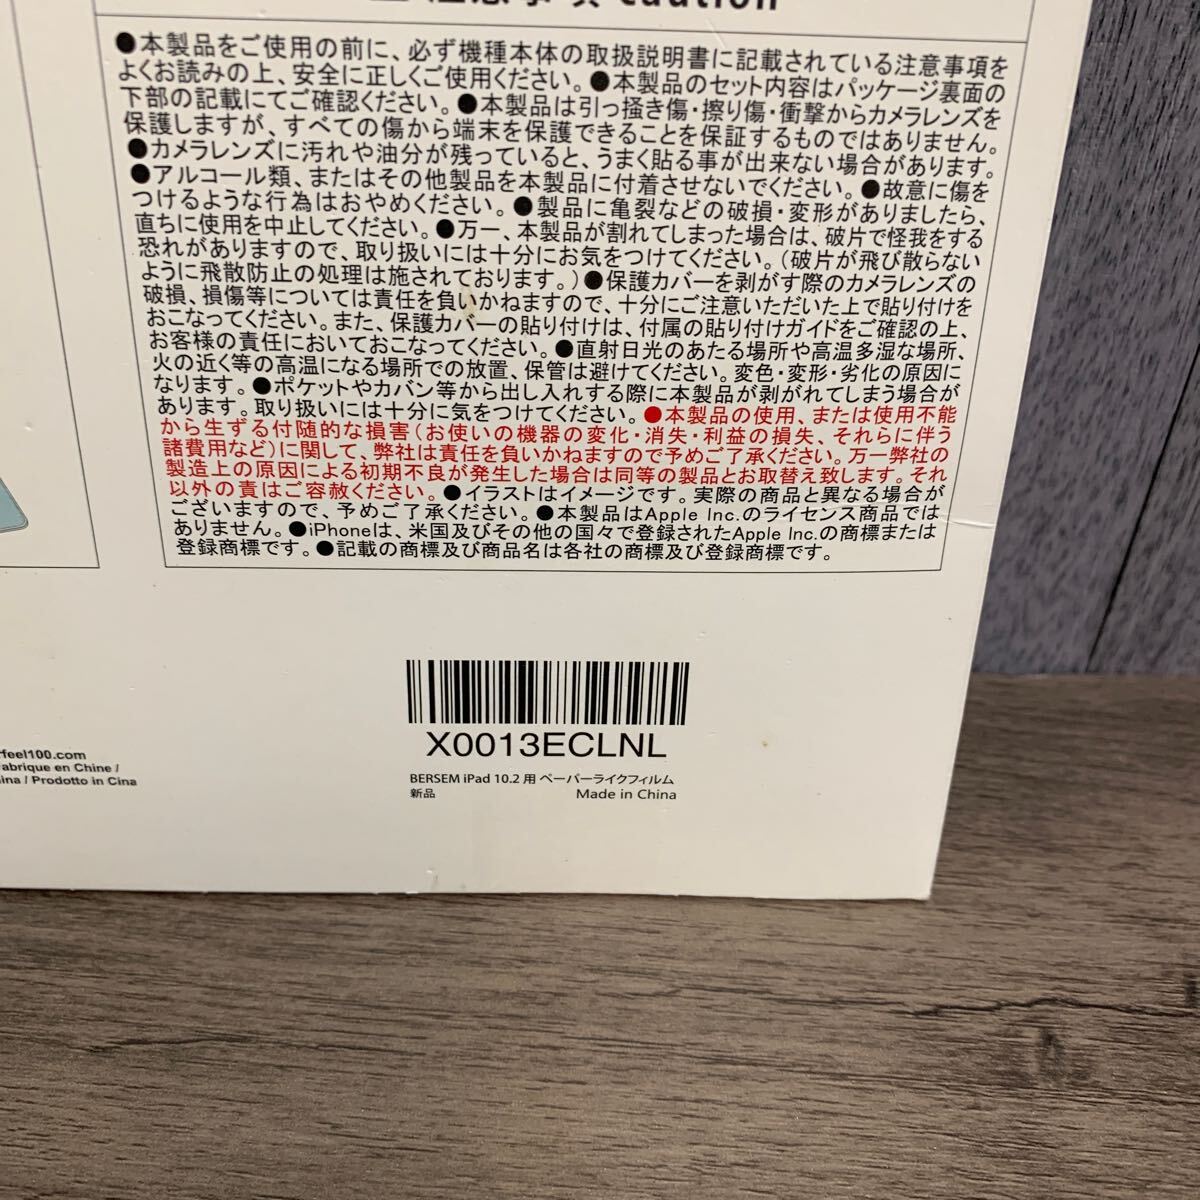 注意事項 caution
●本製品をご使用の前に、必ず機種本体の取扱説明書に記載されている注意事項を
よくお読みの上、安全に正しくご使用ください。●本製品のセット内容はパッケージ裏面の
下部の記載にてご確認ください。●本製品は引っ掻き傷・擦り傷・衝撃からカメラレンズを
保護しますが、すべての傷から端末を保護できることを保証するものではありません。
●カメラレンズに汚れや油分が残っていると、うまく貼る事が出来ない場合があります。
●アルコール類、またはその他製品を本製品に付着させないでください。●故意に傷を
つけるような行為はおやめください。●製品に亀裂などの破損・変形がありましたら、
直ちに使用を中止してください。●万一、本製品が割れてしまった場合は、破片で怪我をする
恐れがありますので、取り扱いには十分にお気をつけてください。（破片が飛び散らない
ように飛散防止の処理は施されております。）●保護カバーを剥がす際のカメラレンズの
破損、損傷等については責任を負いかねますので、十分にご注意いただいた上で貼り付けを
おこなってください。また、保護カバーの貼り付けは、付属の貼り付けガイドをご確認の上、
お客様の責任においておこなってください。●直射日光のあたる場所や高温多湿な場所、
火の近く等の高温になる場所での放置、保管は避けてください。変色・変形・劣化の原因に
なります。●ポケットやカバン等から出し入れする際に本製品が剥がれてしまう場合が
あります。取り扱いには十分に気をつけてください。●本製品の使用、または使用不能
から生ずる付随的な損害（お使いの機器の変化・消失・利益の損失、それらに伴う
諸費用など）に関して、弊社は責任を負いかねますので予めご了承ください。万一弊社の
製造上の原因による初期不良が発生した場合は同等の製品とお取替え致します。それ
以外の責はご容赦ください。●イラストはイメージです。実際の商品と異なる場合が
ございますので、予めご了承ください。●本製品はApple Inc.のライセンス商品では
ありません。●iPhoneは、米国及びその他の国々で登録されたApple Inc.の商標または
登録商標です。●記載の商標及び商品名は各社の商標及び登録商標です。
rfeel100.com
abrique en Chine /
ina / Prodotto in Cina
X0013ECLNL
BERSEM iPad 10.2 用 ペーパーライクフィルム
新品 Made in China